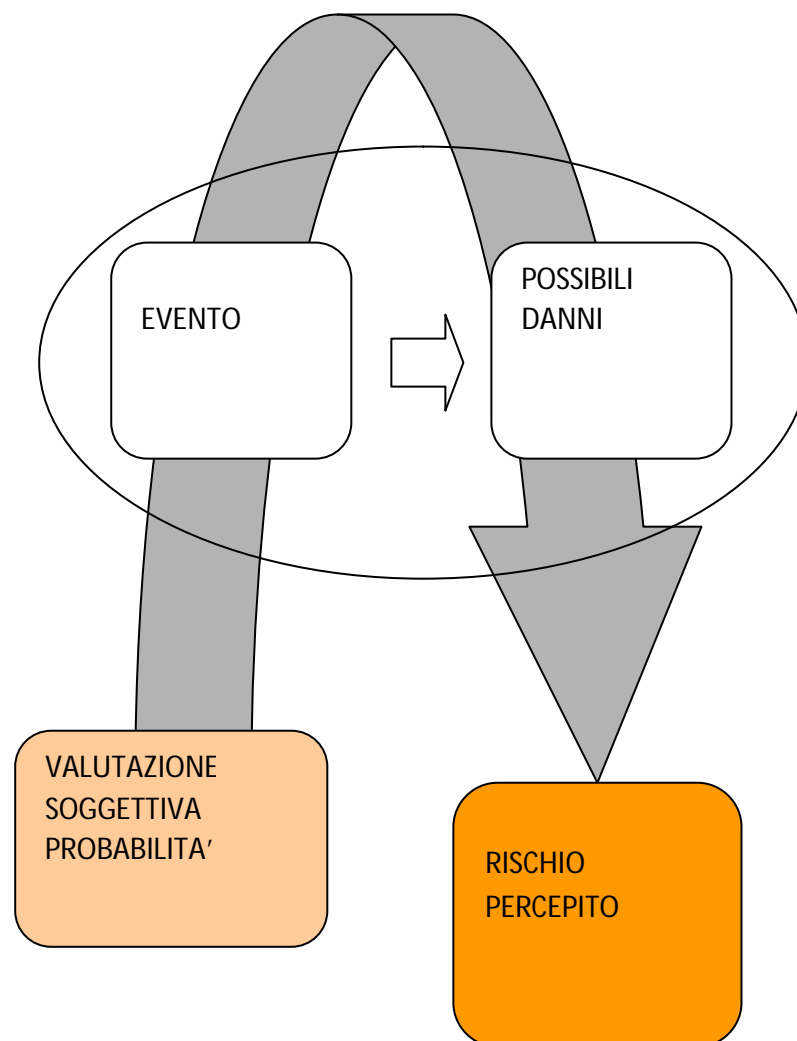 EVENTO
POSSIBILI
DANNI
VALUTAZIONE
SOGGETTIVA
PROBABILITA’
RISCHIO
PERCEPITO